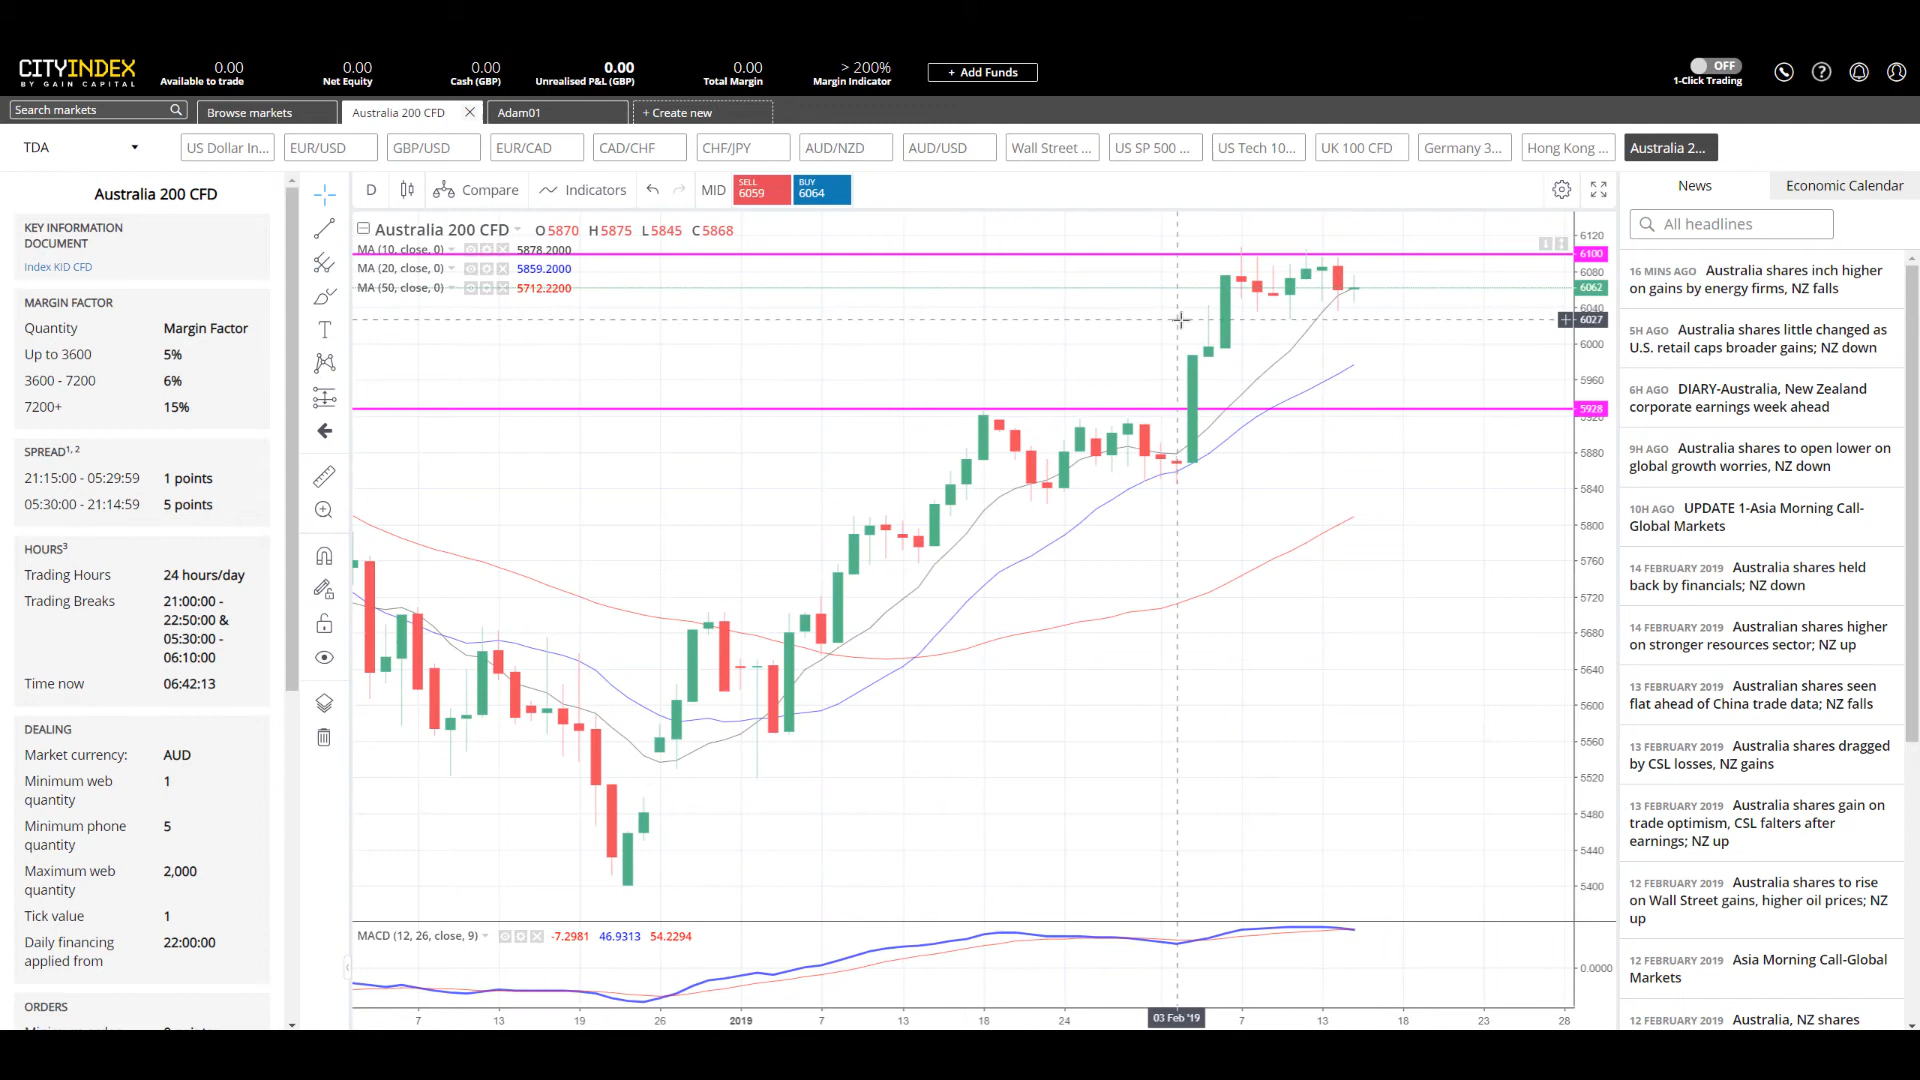 CITYINDEX
BY GAIN CAPITAL
0.00
Available to trade
0.00
Net Equity
0.00
Cash (GBP)
0.00
Unrealised P&L (GBP)
0.00
Total Margin
> 200%
Margin Indicator
+ Add Funds
OFF
1-Click Trading
Search markets
Browse markets
Australia 200 CFD
Adam01
+ Create new
TDA
US Dollar In...
EUR/USD
GBP/USD
EUR/CAD
CAD/CHF
CHF/JPY
AUD/NZD
AUD/USD
Wall Street ...
US SP 500 ...
US Tech 10...
UK 100 CFD
Germany 3...
Hong Kong ...
Australia 2...
Australia 200 CFD
KEY INFORMATION
DOCUMENT
Index KID CFD
MARGIN FACTOR
Quantity Margin Factor
Up to 3600 5%
3600 - 7200 6%
7200+ 15%
SPREAD1, 2
21:15:00 - 05:29:59 1 points
05:30:00 - 21:14:59 5 points
HOURS3
Trading Hours 24 hours/day
Trading Breaks 21:00:00 -
22:50:00 &
05:30:00 -
06:10:00
Time now 06:42:13
DEALING
Market currency: AUD
Minimum web 1
quantity
Minimum phone 5
quantity
Maximum web 2,000
quantity
Tick value 1
Daily financing 22:00:00
applied from
ORDERS
D
Compare
Indicators
MID
SELL
6059
BUY
6064
Australia 200 CFD O5870 H5875 L5845 C5868
MA (10, close, 0) 5878.2000
MA (20, close, 0) 5859.2000
MA (50, close, 0) 5712.2200
6120
6100
6080
6062
6040
6027
6000
5960
5928
5920
5880
5840
5800
5760
5720
5680
5640
5600
5560
5520
5480
5440
5400
MACD (12, 26, close, 9) -7.2981 46.9313 54.2294
0.0000
7 13 19 26 2019 7 13 18 24 03 Feb '19 7 13 18 23 28
News
Economic Calendar
All headlines
16 MINS AGO Australia shares inch higher
on gains by energy firms, NZ falls
5H AGO Australia shares little changed as
U.S. retail caps broader gains; NZ down
6H AGO DIARY-Australia, New Zealand
corporate earnings week ahead
9H AGO Australia shares to open lower on
global growth worries, NZ down
10H AGO UPDATE 1-Asia Morning Call-
Global Markets
14 FEBRUARY 2019 Australia shares held
back by financials; NZ down
14 FEBRUARY 2019 Australian shares higher
on stronger resources sector; NZ up
13 FEBRUARY 2019 Australian shares seen
flat ahead of China trade data; NZ falls
13 FEBRUARY 2019 Australia shares dragged
by CSL losses, NZ gains
13 FEBRUARY 2019 Australia shares gain on
trade optimism, CSL falters after
earnings; NZ up
12 FEBRUARY 2019 Australia shares to rise
on Wall Street gains, higher oil prices; NZ
up
12 FEBRUARY 2019 Asia Morning Call-Global
Markets
12 FEBRUARY 2019 Australia, NZ shares